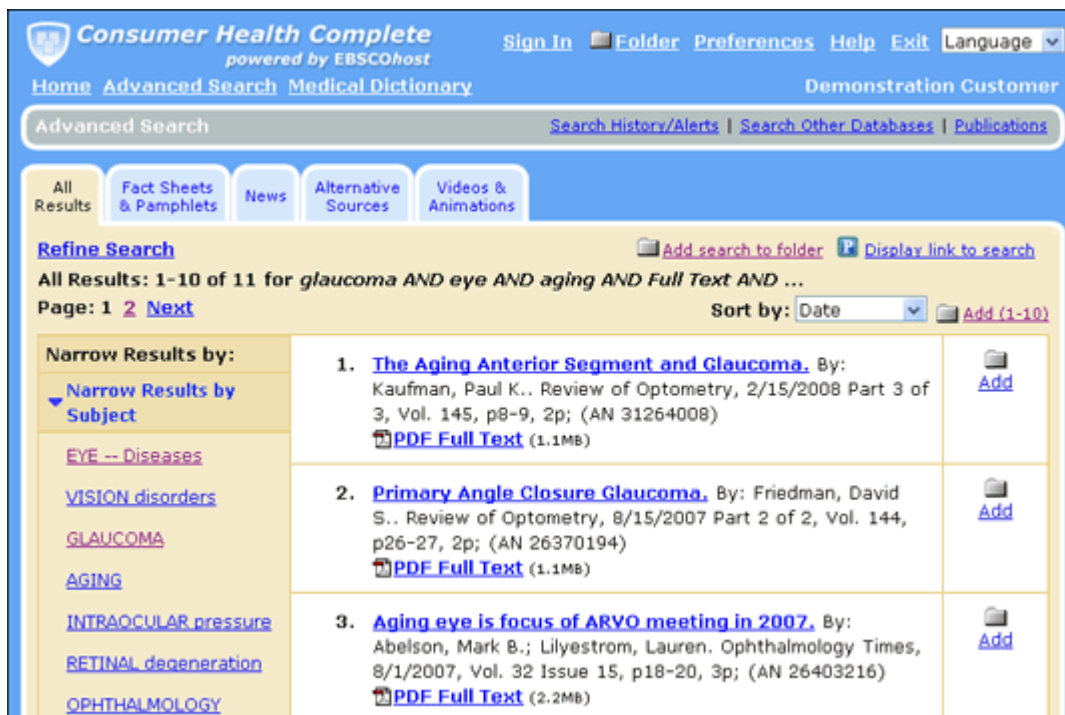 Consumer Health Complete
powered by EBSCOhost
Sign In Folder Preferences Help Exit Language
Home Advanced Search Medical Dictionary
Demonstration Customer
Advanced Search
Search History/Alerts | Search Other Databases | Publications
All Results
Fact Sheets & Pamphlets
News
Alternative Sources
Videos & Animations
Refine Search
Add search to folder Display link to search
All Results: 1-10 of 11 for glaucoma AND eye AND aging AND Full Text AND ...
Page: 1 2 Next
Sort by: Date
Add (1-10)
Narrow Results by:
Narrow Results by
Subject
EYE -- Diseases
VISION disorders
GLAUCOMA
AGING
INTRAOCULAR pressure
RETINAL degeneration
OPHTHALMOLOGY
1. The Aging Anterior Segment and Glaucoma. By:
Kaufman, Paul K.. Review of Optometry, 2/15/2008 Part 3 of
3, Vol. 145, p8-9, 2p; (AN 31264008)
PDF Full Text (1.1MB)
Add
2. Primary Angle Closure Glaucoma. By: Friedman, David
S.. Review of Optometry, 8/15/2007 Part 2 of 2, Vol. 144,
p26-27, 2p; (AN 26370194)
PDF Full Text (1.1MB)
Add
3. Aging eye is focus of ARVO meeting in 2007. By:
Abelson, Mark B.; Lilyestrom, Lauren. Ophthalmology Times,
8/1/2007, Vol. 32 Issue 15, p18-20, 3p; (AN 26403216)
PDF Full Text (2.2MB)
Add